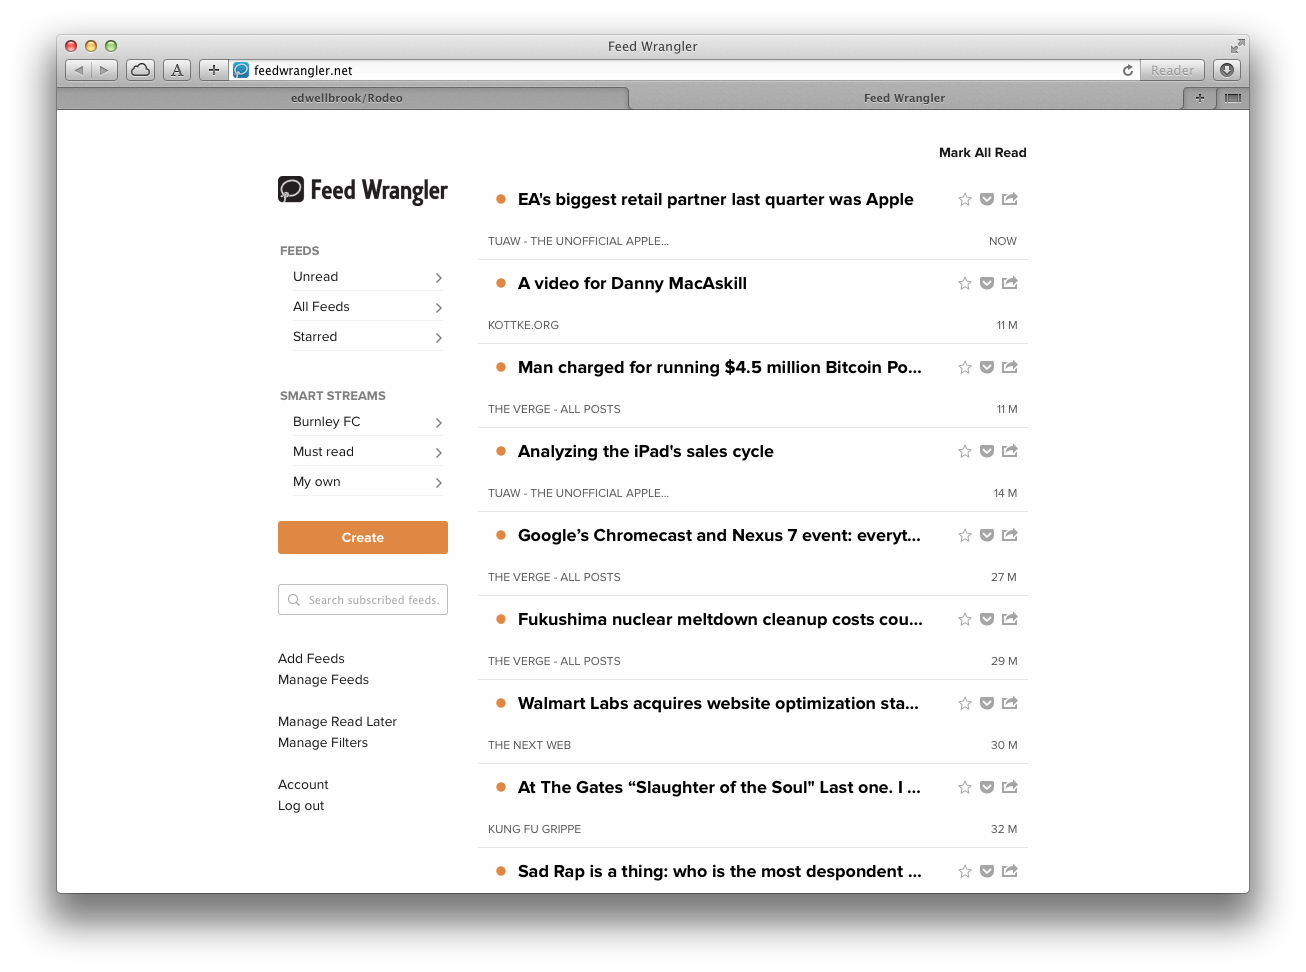 Feed Wrangler
A
feedwrangler.net
Reader
edwellbrook/Rodeo
Feed Wrangler
Mark All Read
Feed Wrangler
FEEDS
Unread
All Feeds
Starred
SMART STREAMS
Burnley FC
Must read
My own
Create
Search subscribed feeds.
Add Feeds
Manage Feeds
Manage Read Later
Manage Filters
Account
Log out
EA's biggest retail partner last quarter was Apple
TUAW - THE UNOFFICIAL APPLE... NOW
A video for Danny MacAskill
KOTTKE.ORG 11 M
Man charged for running $4.5 million Bitcoin Po...
THE VERGE - ALL POSTS 11 M
Analyzing the iPad's sales cycle
TUAW - THE UNOFFICIAL APPLE... 14 M
Google’s Chromecast and Nexus 7 event: everyt...
THE VERGE - ALL POSTS 27 M
Fukushima nuclear meltdown cleanup costs cou...
THE VERGE - ALL POSTS 29 M
Walmart Labs acquires website optimization sta...
THE NEXT WEB 30 M
At The Gates “Slaughter of the Soul" Last one. I ...
KUNG FU GRIPPE 32 M
Sad Rap is a thing: who is the most despondent ...